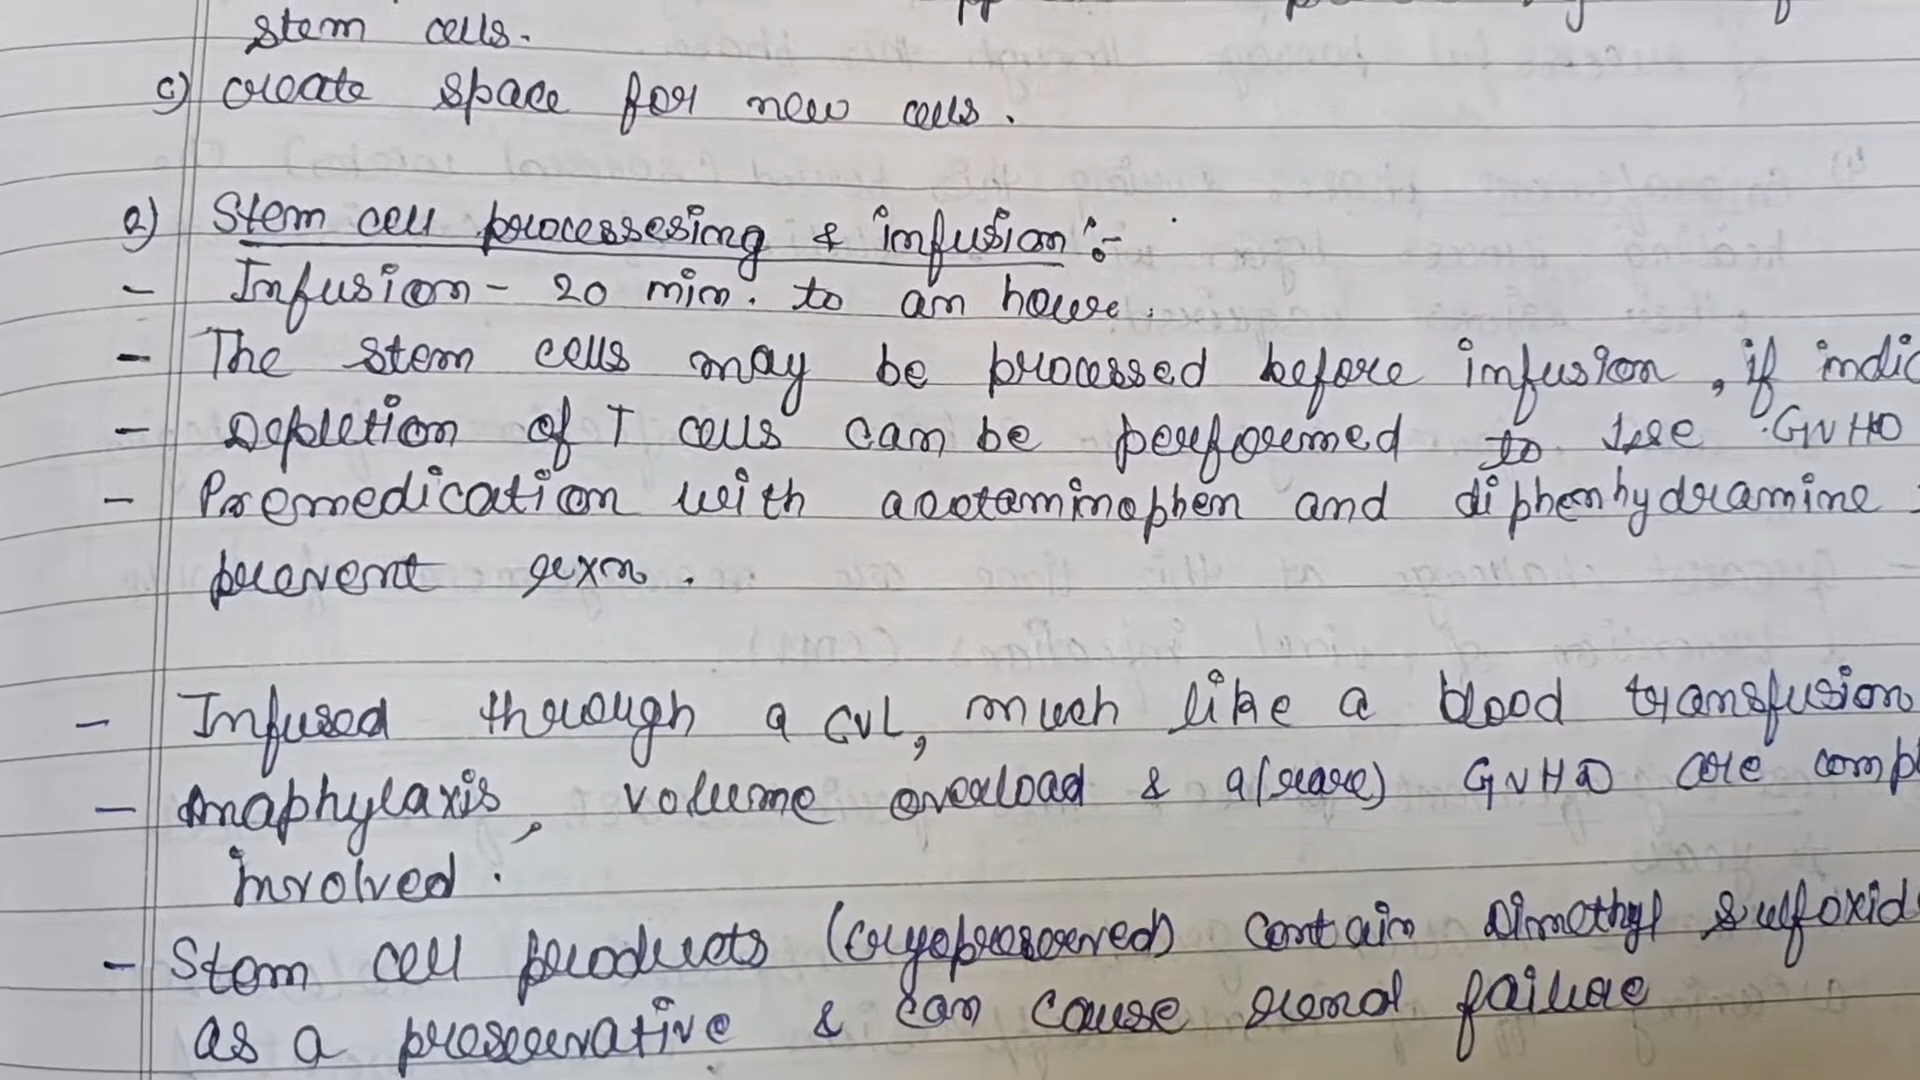 stem cells.
c) create space for new cells.
2) Stem cell processesing & infusion :-
- Infusion - 20 min. to an hour.
- The stem cells may be processed before infusion, if indic
- Depletion of T cells can be performed to GVHD
- Premedication with acetaminophen and diphenhydramine
prevent rxn.
- Infused through a CVL, much like a blood transfusion
- Anaphylaxis, volume overload & a(rare) GVHD are compl
involved.
- Stem cell products (cryopreserved) contain Dimethyl sulfoxid
as a preservative & can cause renal failure